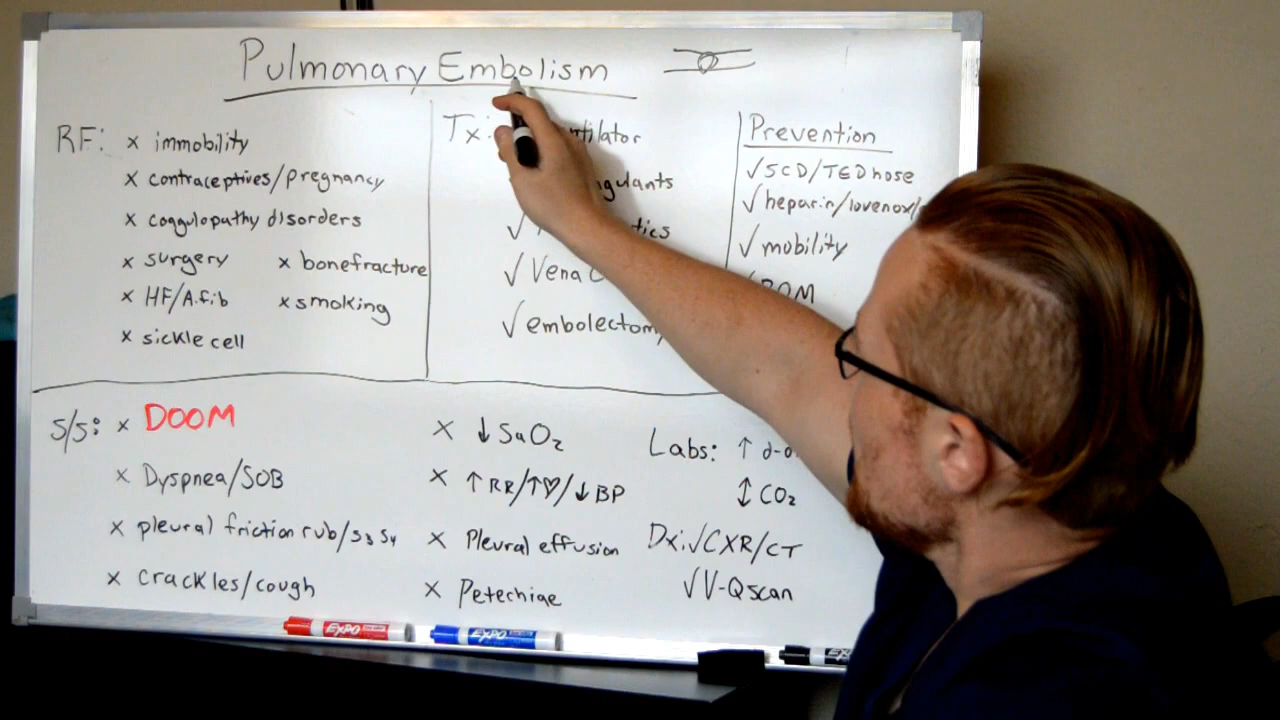 Pulmonary Embolism
RF: x immobility
x contraceptives/pregnancy
x coagulopathy disorders
x surgery x bonefracture
x HF/A.fib x smoking
x sickle cell
Tx:
√
√ Vena
√ embolectomy
Prevention
√ SCD/TED hose
√ heparin/lovenox/
√ mobility
ROM
S/S: x DOOM
x Dyspnea/SOB
x pleural friction rub/S3 S4
x crackles/cough
x ↓ SaO2
x ↑ RR/↑♡/↓ BP
x Pleural effusion
x Petechiae
Labs: ↑
↕ CO2
Dx: √ CXR/CT
√ V-Q scan
EXPO
EXPO